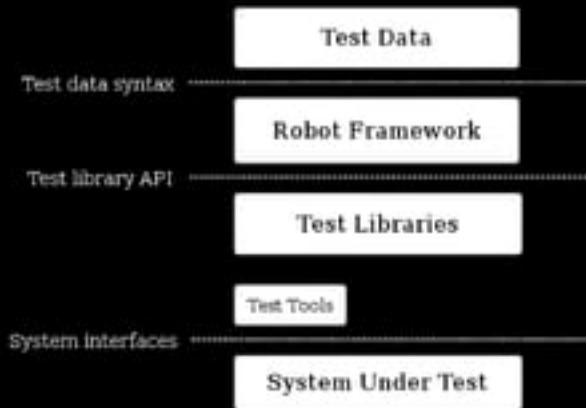 Test Data
Test data syntax
Robot Framework
Test library API
Test Libraries
Test Tools
System interfaces
System Under Test